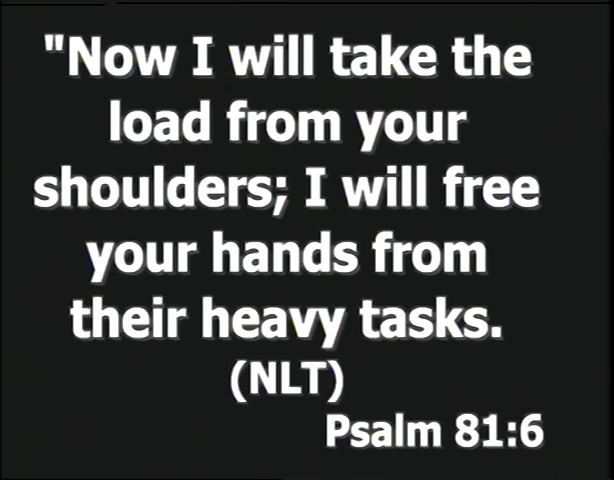 "Now I will take the
load from your
shoulders; I will free
your hands from
their heavy tasks.
(NLT)
Psalm 81:6